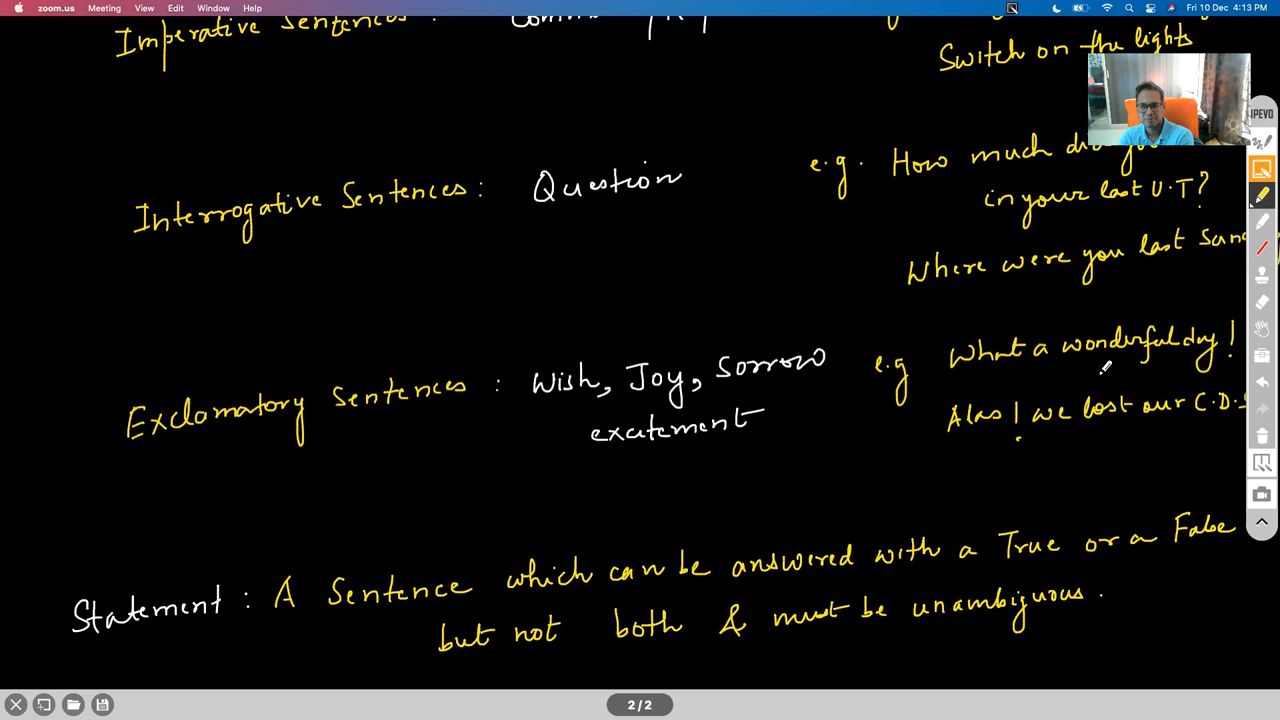 zoom.us Meeting View Edit Window Help Fri 10 Dec 4:13 PM
Imperative Sentences :
Switch on the lights
IPEVO
Interrogative Sentences : Question e.g. How much did you
in your last U.T?
Where were you last
Exclamatory Sentences : Wish, Joy, Sorrow e.g What a wonderful day!
excitement Alas! we lost our C.D.S
Statement : A Sentence which can be answered with a True or a False
but not both & must be unambiguous.
2/2